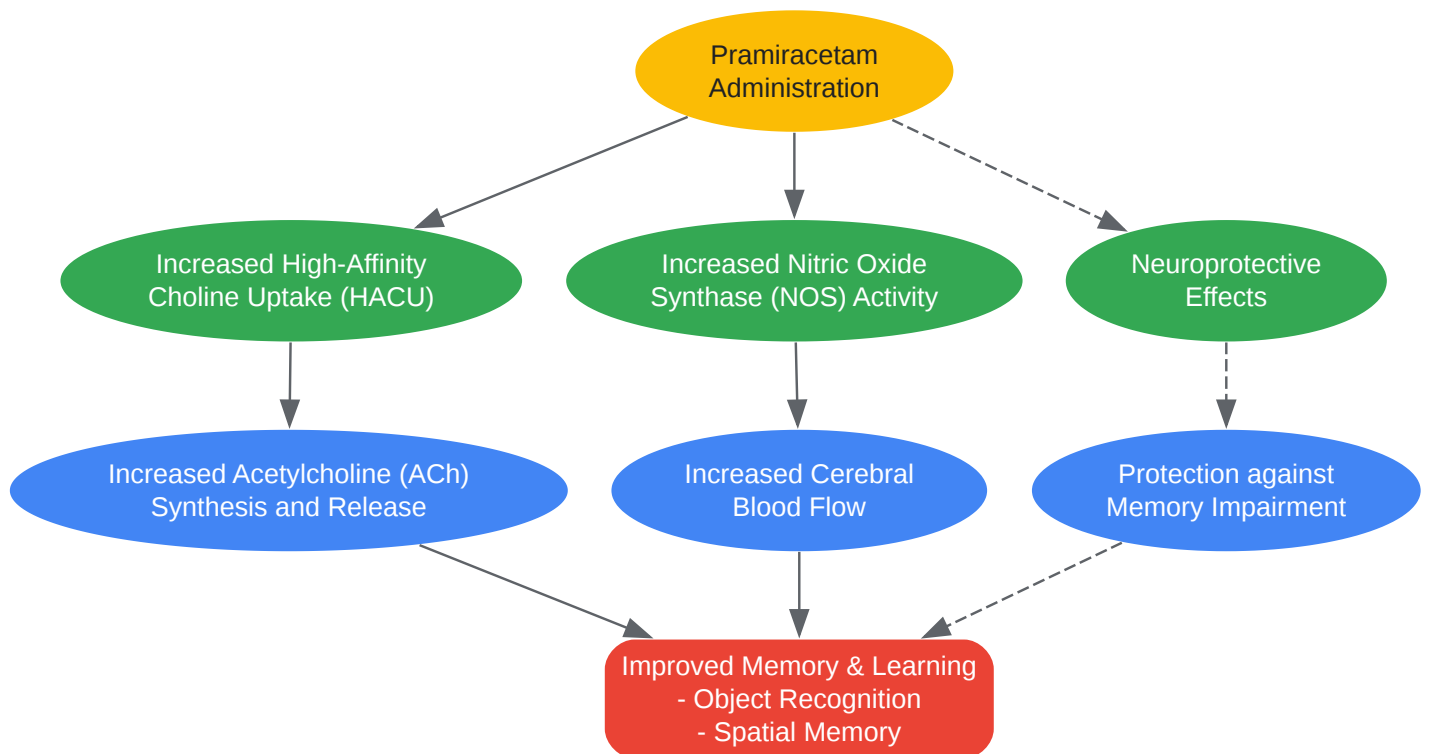 Pramiracetam
Administration
Increased High-Affinity
Choline Uptake (HACU)
Increased Nitric Oxide
Synthase (NOS) Activity
Neuroprotective
Effects
Increased Acetylcholine (ACh)
Synthesis and Release
Increased Cerebral
Blood Flow
Protection against
Memory Impairment
Improved Memory & Learning
- Object Recognition
- Spatial Memory